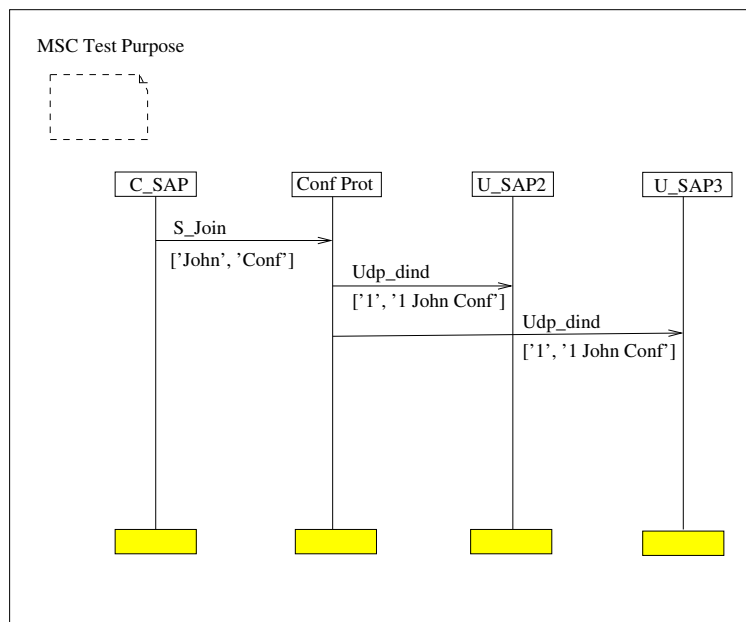 MSC Test Purpose
C_SAP
Conf Prot
U_SAP2
U_SAP3
S_Join
['John', 'Conf']
Udp_dind
['1', '1 John Conf']
Udp_dind
['1', '1 John Conf']